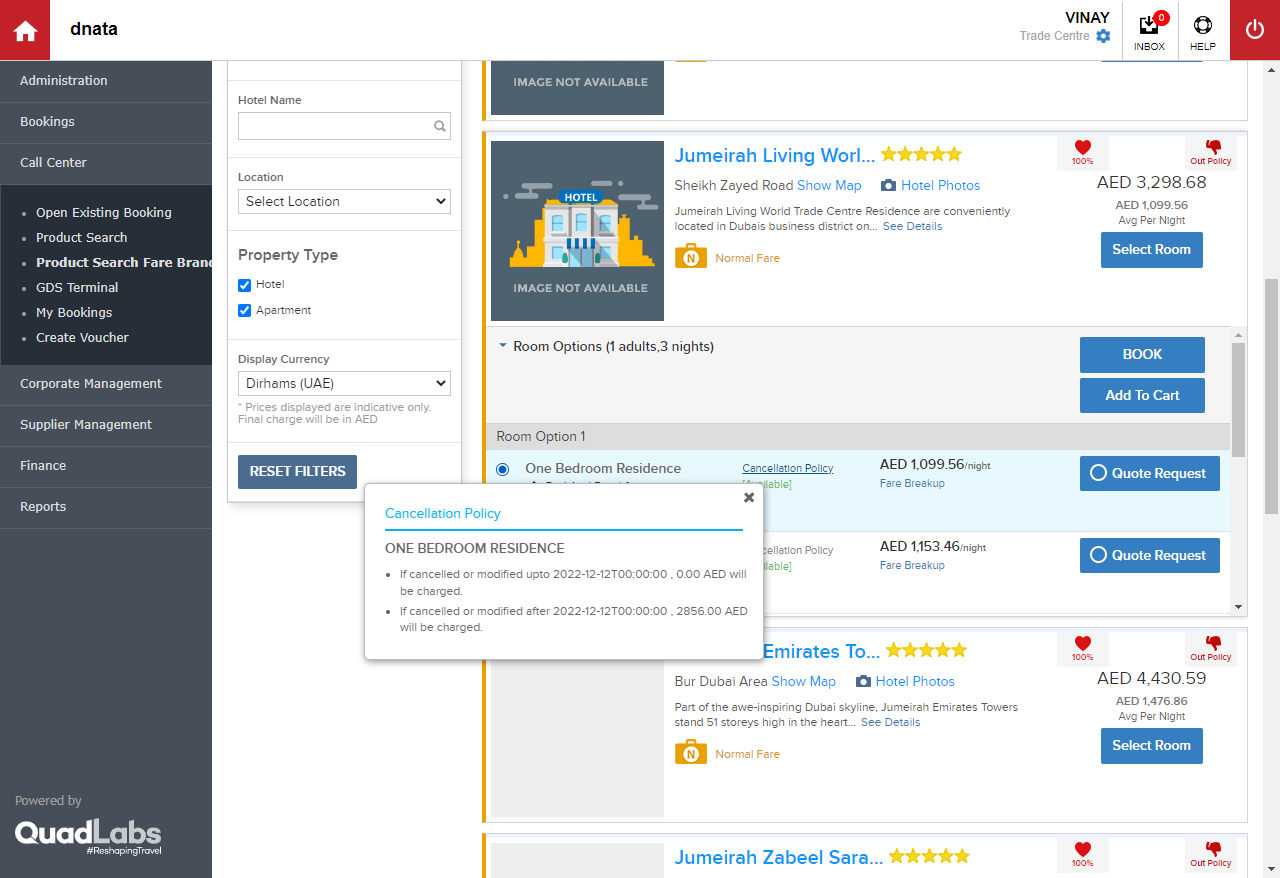 dnata
VINAY
Trade Centre
0
INBOX
HELP
Administration
Bookings
Call Center
Open Existing Booking
Product Search
Product Search Fare Brand
GDS Terminal
My Bookings
Create Voucher
Corporate Management
Supplier Management
Finance
Reports
Powered by
QuadLabs
#ReshapingTravel
Hotel Name
Location
Select Location
Property Type
Hotel
Apartment
Display Currency
Dirhams (UAE)
* Prices displayed are indicative only.
Final charge will be in AED
RESET FILTERS
IMAGE NOT AVAILABLE
HOTEL
IMAGE NOT AVAILABLE
Jumeirah Living Worl...
Sheikh Zayed Road Show Map Hotel Photos
Jumeirah Living World Trade Centre Residence are conveniently
located in Dubais business district on... See Details
N Normal Fare
100%
Out Policy
AED 3,298.68
AED 1,099.56
Avg Per Night
Select Room
Room Options (1 adults,3 nights)
BOOK
Add To Cart
Room Option 1
One Bedroom Residence
Cancellation Policy
[Available]
AED 1,099.56/night
Fare Breakup
Quote Request
cellation Policy
ilable]
AED 1,153.46/night
Fare Breakup
Quote Request
Cancellation Policy
ONE BEDROOM RESIDENCE
If cancelled or modified upto 2022-12-12T00:00:00 , 0.00 AED will
be charged.
If cancelled or modified after 2022-12-12T00:00:00 , 2856.00 AED
will be charged.
Emirates To...
Bur Dubai Area Show Map Hotel Photos
Part of the awe-inspiring Dubai skyline, Jumeirah Emirates Towers
stand 51 storeys high in the heart... See Details
N Normal Fare
100%
Out Policy
AED 4,430.59
AED 1,476.86
Avg Per Night
Select Room
Jumeirah Zabeel Sara...
100%
Out Policy